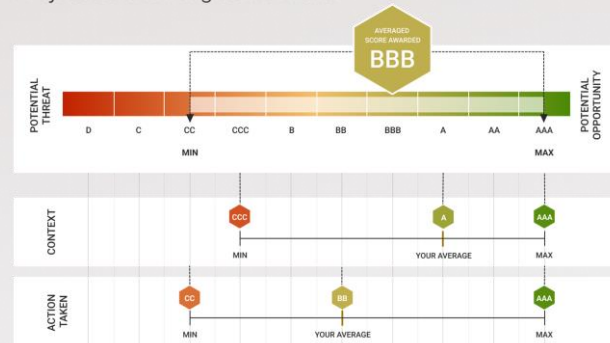 AVERAGED
SCORE AWARDED
BBB
POTENTIAL
THREAT
POTENTIAL
OPPORTUNITY
D C CC CCC B BB BBB A AA AAA
MIN MAX
CONTEXT
CCC A AAA
MIN YOUR AVERAGE MAX
ACTION
TAKEN
CC BB AAA
MIN YOUR AVERAGE MAX